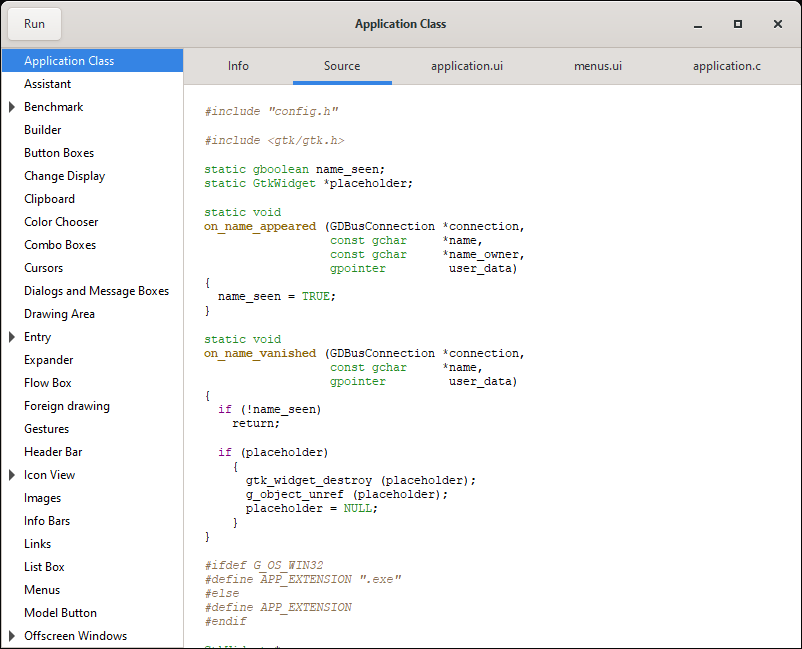 Run
Application Class
Application Class
Assistant
Benchmark
Builder
Button Boxes
Change Display
Clipboard
Color Chooser
Combo Boxes
Cursors
Dialogs and Message Boxes
Drawing Area
Entry
Expander
Flow Box
Foreign drawing
Gestures
Header Bar
Icon View
Images
Info Bars
Links
List Box
Menus
Model Button
Offscreen Windows
Info Source application.ui menus.ui application.c
#include "config.h"
#include <gtk/gtk.h>
static gboolean name_seen;
static GtkWidget *placeholder;
static void
on_name_appeared (GDBusConnection *connection,
                  const gchar     *name,
                  const gchar     *name_owner,
                  gpointer         user_data)
{
  name_seen = TRUE;
}
static void
on_name_vanished (GDBusConnection *connection,
                  const gchar     *name,
                  gpointer         user_data)
{
  if (!name_seen)
    return;
  if (placeholder)
    {
      gtk_widget_destroy (placeholder);
      g_object_unref (placeholder);
      placeholder = NULL;
    }
}
#ifdef G_OS_WIN32
#define APP_EXTENSION ".exe"
#else
#define APP_EXTENSION
#endif